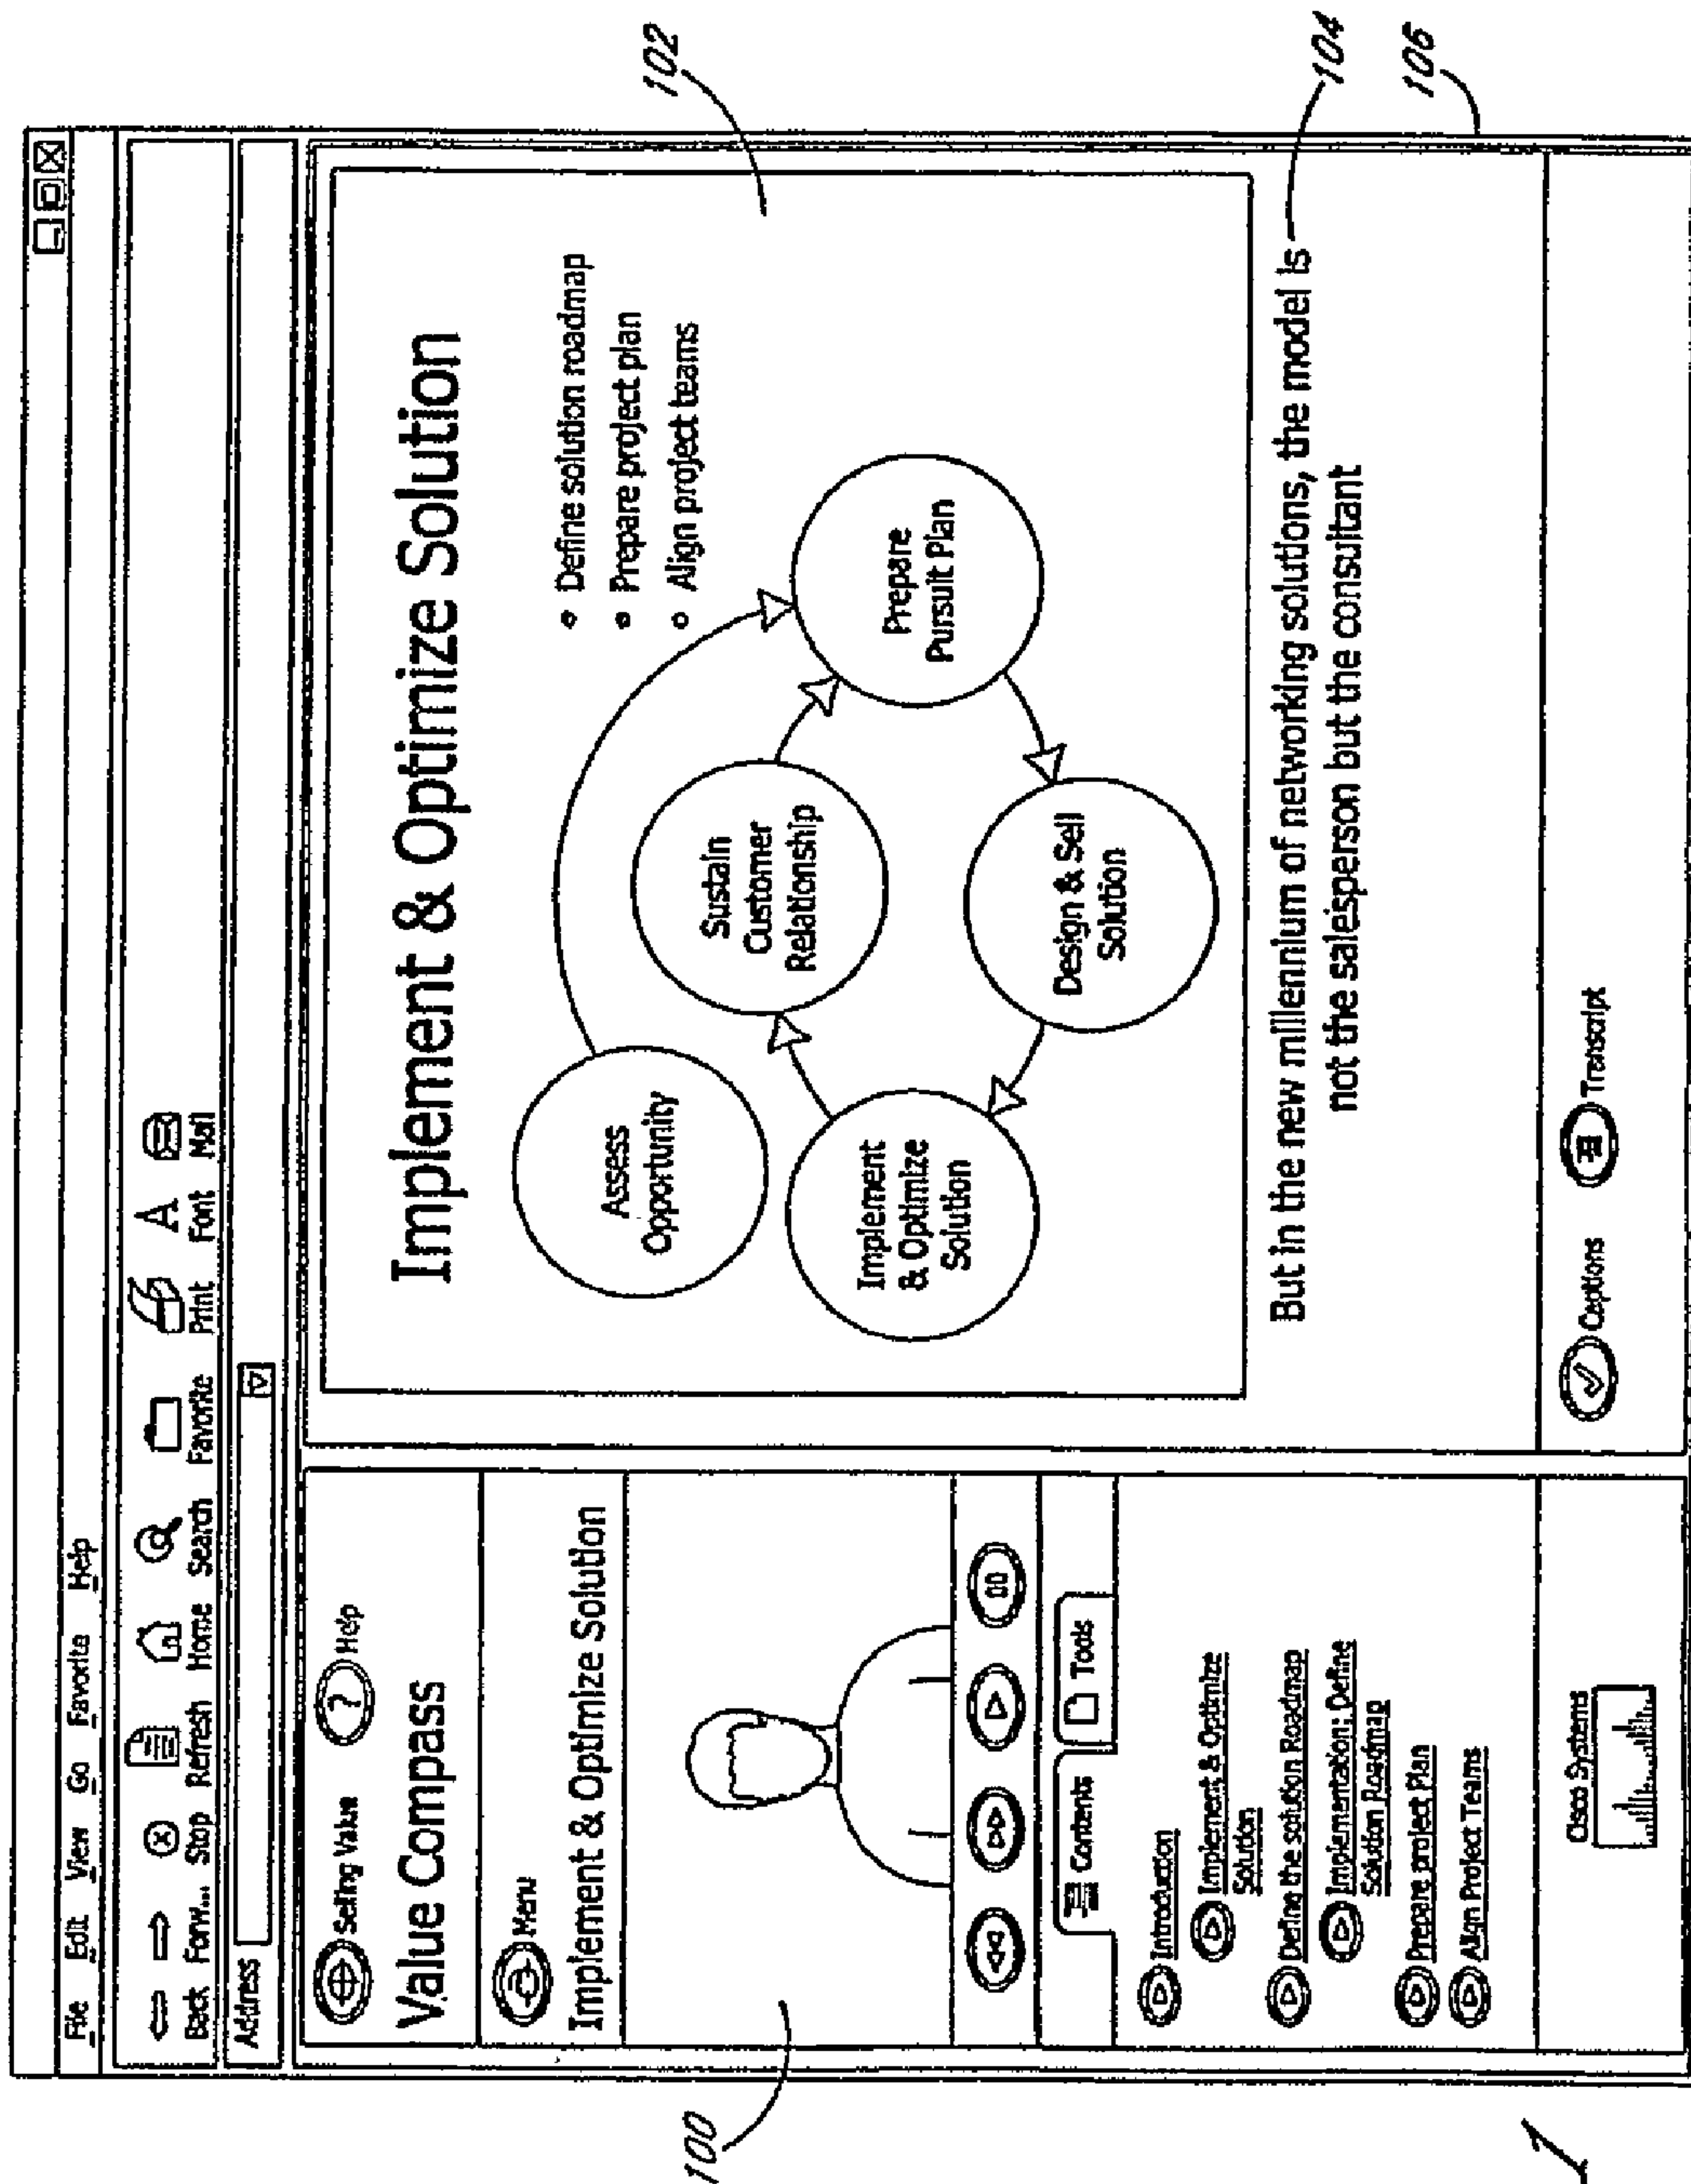 File Edit View Go Favorite Help
Back Forw... Stop Refresh Home Search Favorite Print Font Mail
Address
Selling Value
? Help
Value Compass
Menu
Implement & Optimize Solution
100
Contents
Tools
Introduction
Implement & Optimize
Solution
Define the solution Roadmap
Implementation: Define
Solution Roadmap
Prepare project Plan
Align Project Teams
Cisco Systems
Implement & Optimize Solution
• Define solution roadmap
• Prepare project plan
• Align project teams
102
Assess
Opportunity
Sustain
Customer
Relationship
Prepare
Pursuit Plan
Implement
& Optimize
Solution
Design & Sell
Solution
But in the new millennium of networking solutions, the model is
not the salesperson but the consultant
104
Captions
Transcript
106
1